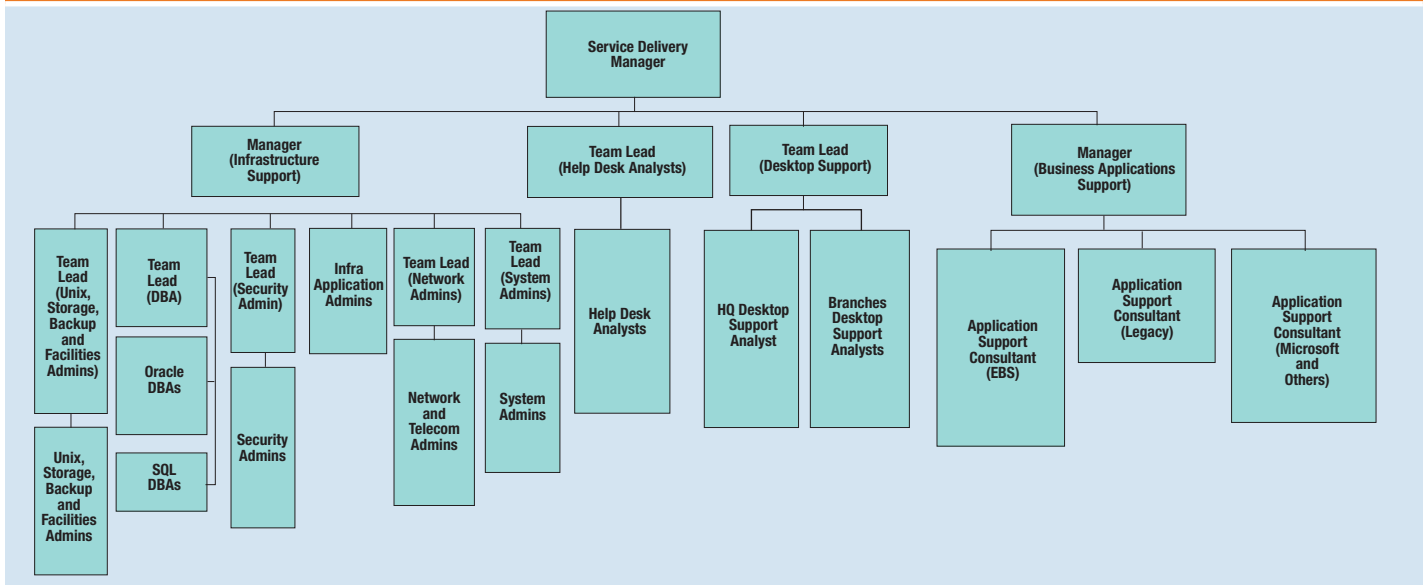 Service Delivery
Manager
Manager
(Infrastructure
Support)
Team Lead
(Help Desk Analysts)
Team Lead
(Desktop Support)
Manager
(Business Applications
Support)
Team
Lead
(Unix,
Storage,
Backup
and
Facilities
Admins)
Team
Lead
(DBA)
Team
Lead
(Security
Admin)
Infra
Application
Admins
Team Lead
(Network
Admins)
Team
Lead
(System
Admins)
Help Desk
Analysts
HQ Desktop
Support
Analyst
Branches
Desktop
Support
Analysts
Application
Support
Consultant
(EBS)
Application
Support
Consultant
(Legacy)
Application
Support
Consultant
(Microsoft
and
Others)
Oracle
DBAs
Security
Admins
Network
and
Telecom
Admins
System
Admins
Unix,
Storage,
Backup
and
Facilities
Admins
SQL
DBAs